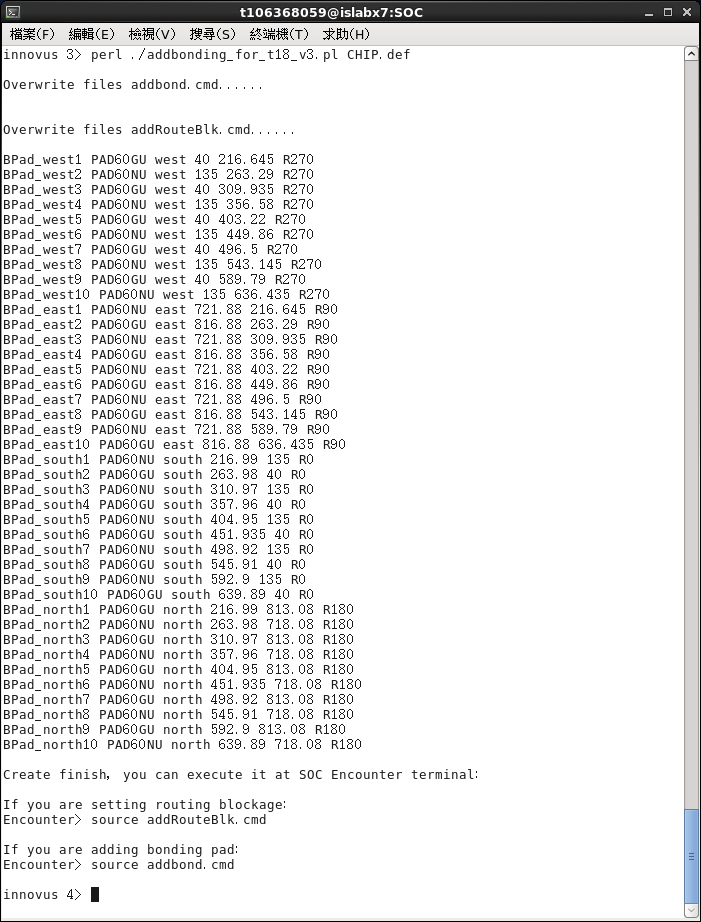 t106368059@islabx7:SOC
檔案(F) 編輯(E) 檢視(V) 搜尋(S) 終端機(T) 求助(H)
innovus 3> perl ./addbonding_for_t18_v3.pl CHIP.def
Overwrite files addbond.cmd......
Overwrite files addRouteBlk.cmd......
BPad_west1 PAD60GU west 40 216.645 R270
BPad_west2 PAD60NU west 135 263.29 R270
BPad_west3 PAD60GU west 40 309.935 R270
BPad_west4 PAD60NU west 135 356.58 R270
BPad_west5 PAD60GU west 40 403.22 R270
BPad_west6 PAD60NU west 135 449.86 R270
BPad_west7 PAD60GU west 40 496.5 R270
BPad_west8 PAD60NU west 135 543.145 R270
BPad_west9 PAD60GU west 40 589.79 R270
BPad_west10 PAD60NU west 135 636.435 R270
BPad_east1 PAD60NU east 721.88 216.645 R90
BPad_east2 PAD60GU east 816.88 263.29 R90
BPad_east3 PAD60NU east 721.88 309.935 R90
BPad_east4 PAD60GU east 816.88 356.58 R90
BPad_east5 PAD60NU east 721.88 403.22 R90
BPad_east6 PAD60GU east 816.88 449.86 R90
BPad_east7 PAD60NU east 721.88 496.5 R90
BPad_east8 PAD60GU east 816.88 543.145 R90
BPad_east9 PAD60NU east 721.88 589.79 R90
BPad_east10 PAD60GU east 816.88 636.435 R90
BPad_south1 PAD60NU south 216.99 135 R0
BPad_south2 PAD60GU south 263.98 40 R0
BPad_south3 PAD60NU south 310.97 135 R0
BPad_south4 PAD60GU south 357.96 40 R0
BPad_south5 PAD60NU south 404.95 135 R0
BPad_south6 PAD60GU south 451.935 40 R0
BPad_south7 PAD60NU south 498.92 135 R0
BPad_south8 PAD60GU south 545.91 40 R0
BPad_south9 PAD60NU south 592.9 135 R0
BPad_south10 PAD60GU south 639.89 40 R0
BPad_north1 PAD60GU north 216.99 813.08 R180
BPad_north2 PAD60NU north 263.98 718.08 R180
BPad_north3 PAD60GU north 310.97 813.08 R180
BPad_north4 PAD60NU north 357.96 718.08 R180
BPad_north5 PAD60GU north 404.95 813.08 R180
BPad_north6 PAD60NU north 451.935 718.08 R180
BPad_north7 PAD60GU north 498.92 813.08 R180
BPad_north8 PAD60NU north 545.91 718.08 R180
BPad_north9 PAD60GU north 592.9 813.08 R180
BPad_north10 PAD60NU north 639.89 718.08 R180
Create finish, you can execute it at SOC Encounter terminal:
If you are setting routing blockage:
Encounter> source addRouteBlk.cmd
If you are adding bonding pad:
Encounter> source addbond.cmd
innovus 4>